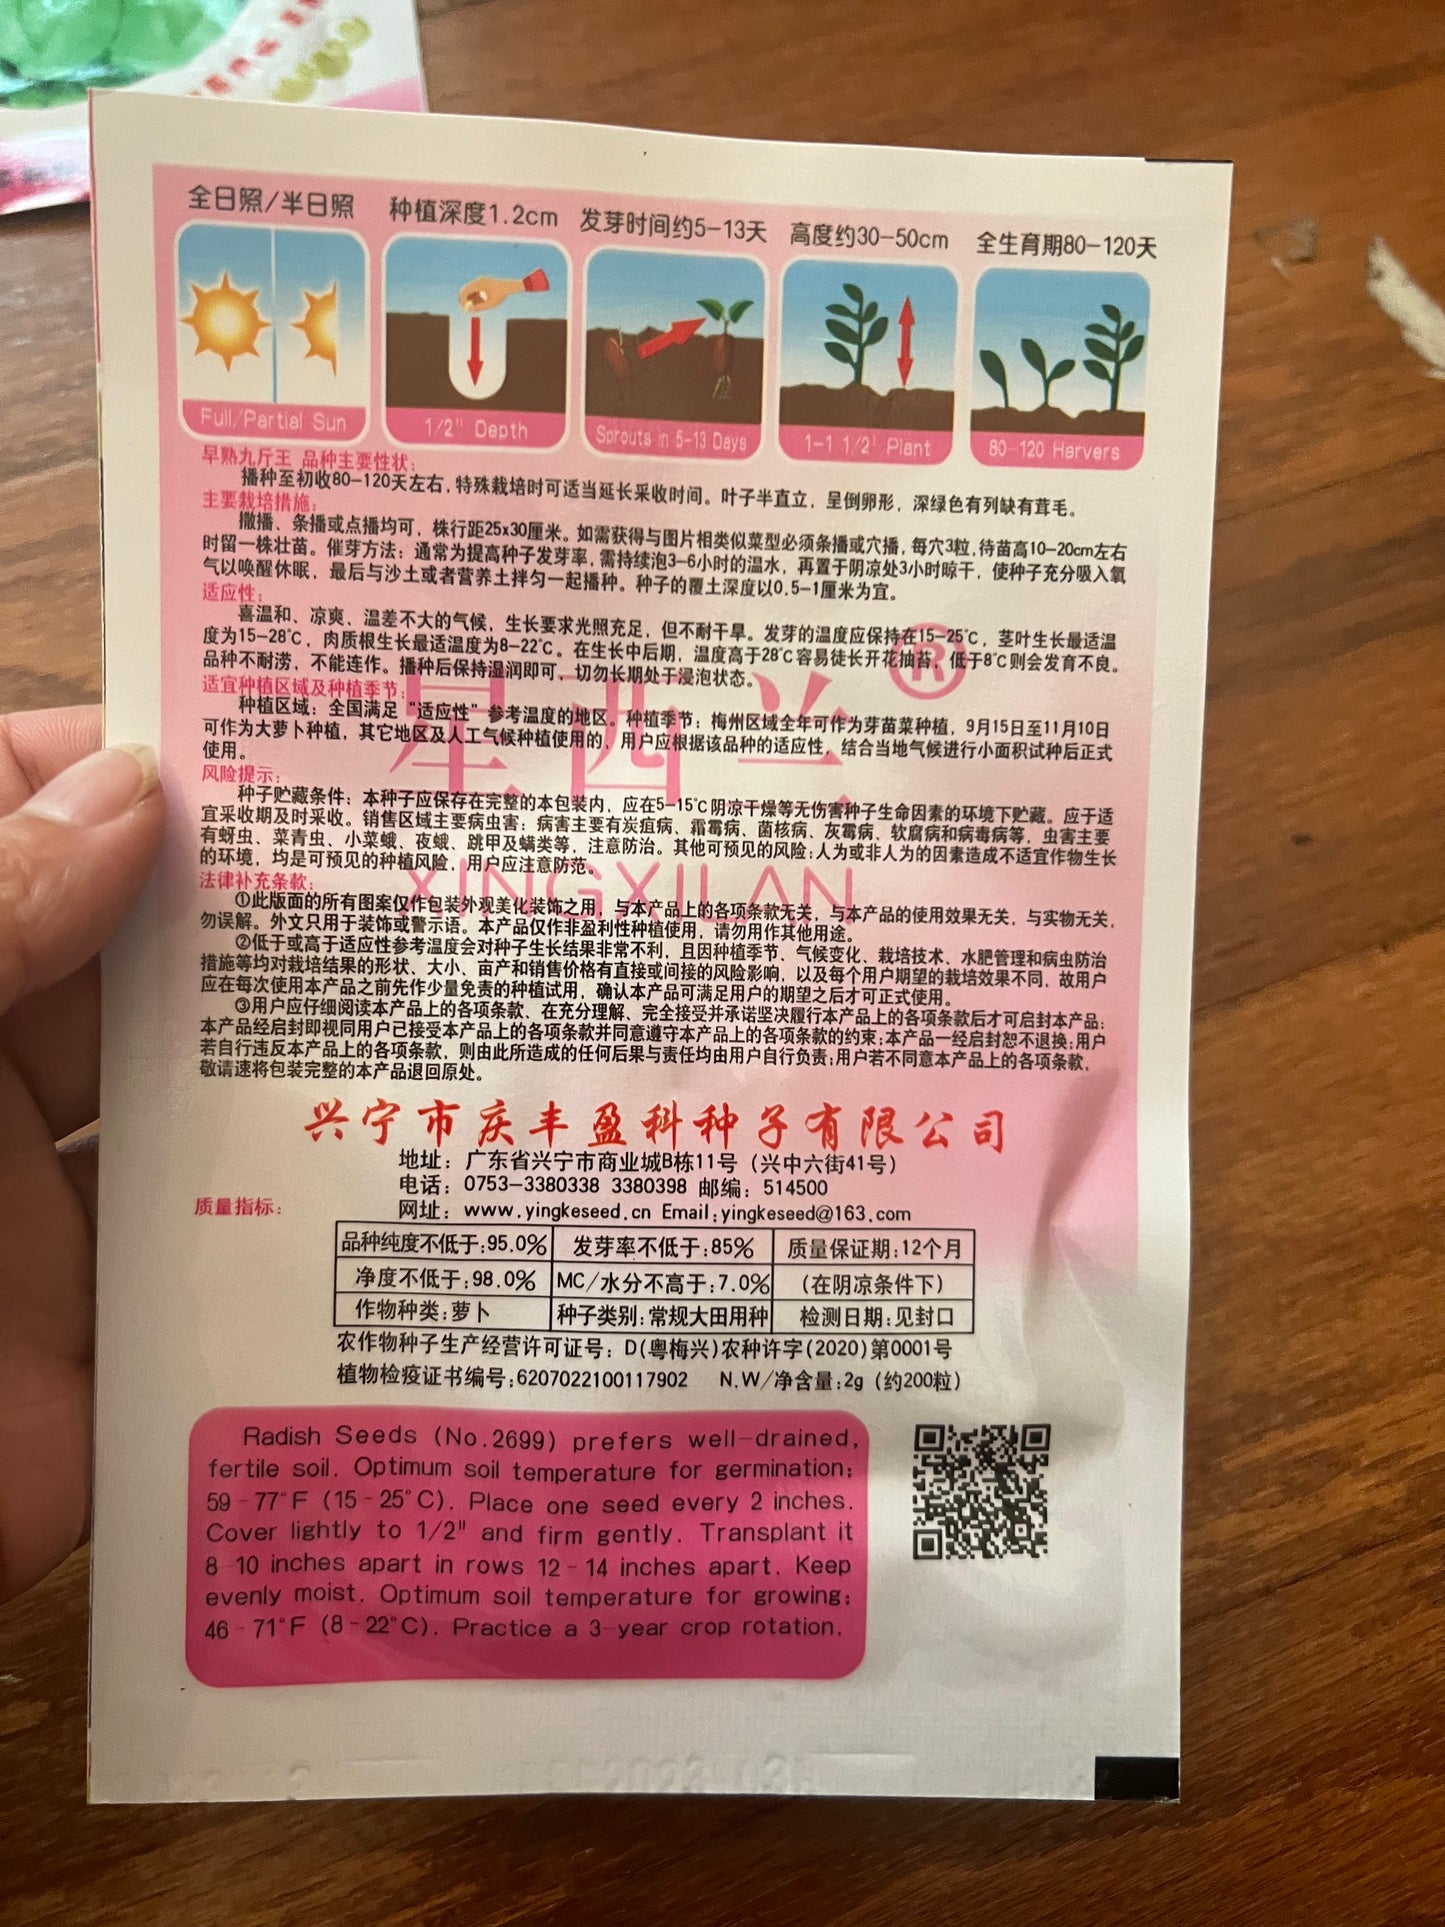 全日照/半日照 种植深度1.2cm 发芽时间约5-13天 高度约30-50cm 全生育期80-120天
Full/Partial Sun 1/2" Depth Sprouts in 5-13 Days 1-1 1/2' Plant 80-120 Harvers
早熟九斤王 品种主要性状:
播种至初收80-120天左右,特殊栽培时可适当延长采收时间。叶子半直立,呈倒卵形,深绿色有列缺有茸毛。
主要栽培措施:
撒播、条播或点播均可,株行距25x30厘米。如需获得与图片相类似菜型必须条播或穴播,每穴3粒,待苗高10-20cm左右
时留一株壮苗。催芽方法:通常为提高种子发芽率,需持续泡3-6小时的温水,再置于阴凉处3小时晾干,使种子充分吸入氧
气以唤醒休眠,最后与沙土或者营养土拌匀一起播种。种子的覆土深度以0.5-1厘米为宜。
适应性:
喜温和、凉爽、温差不大的气候,生长要求光照充足,但不耐干旱。发芽的温度应保持在15-25℃,茎叶生长最适温
度为15-28℃,肉质根生长最适温度为8-22℃。在生长中后期,温度高于28℃容易徒长开花抽苔,低于8℃则会发育不良。
品种不耐涝,不能连作。播种后保持湿润即可,切勿长期处于浸泡状态。
适宜种植区域及种植季节:
种植区域:全国满足“适应性”参考温度的地区。种植季节:梅州区域全年可作为芽苗菜种植,9月15日至11月10日
可作为大萝卜种植,其它地区及人工气候种植使用的,用户应根据该品种的适应性,结合当地气候进行小面积试种后正式
使用。
星西兰®
风险提示:
种子贮藏条件:本种子应保存在完整的本包装内,应在5-15℃阴凉干燥等无伤害种子生命因素的环境下贮藏。应于适
宜采收期及时采收。销售区域主要病虫害:病害主要有炭疽病、霜霉病、菌核病、灰霉病、软腐病和病毒病等,虫害主要
有蚜虫、菜青虫、小菜蛾、夜蛾、跳甲及螨类等,注意防治。其他可预见的风险:人为或非人为的因素造成不适宜作物生长
的环境,均是可预见的种植风险,用户应注意防范。
XINGXILAN
法律补充条款:
①此版面的所有图案仅作包装外观美化装饰之用,与本产品上的各项条款无关,与本产品的使用效果无关,与实物无关,
勿误解。外文只用于装饰或警示语。本产品仅作非盈利性种植使用,请勿用作其他用途。
②低于或高于适应性参考温度会对种子生长结果非常不利,且因种植季节、气候变化、栽培技术、水肥管理和病虫防治
措施等均对栽培结果的形状、大小、亩产和销售价格有直接或间接的风险影响,以及每个用户期望的栽培效果不同,故用户
应在每次使用本产品之前先作少量免责的种植试用,确认本产品可满足用户的期望之后才可正式使用。
③用户应仔细阅读本产品上的各项条款、在充分理解、完全接受并承诺坚决履行本产品上的各项条款后才可启封本产品;
本产品经启封即视同用户已接受本产品上的各项条款并同意遵守本产品上的各项条款的约束;本产品一经启封恕不退换;用户
若自行违反本产品上的各项条款,则由此所造成的任何后果与责任均由用户自行负责;用户若不同意本产品上的各项条款,
敬请速将包装完整的本产品退回原处。
兴宁市庆丰盈科种子有限公司
地址:广东省兴宁市商业城B栋11号(兴中六街41号)
电话:0753-3380338 3380398 邮编:514500
质量指标: 网址:www.yingkeseed.cn Email:yingkeseed@163.com
品种纯度不低于:95.0% 发芽率不低于:85% 质量保证期:12个月
净度不低于:98.0% MC/水分不高于:7.0% (在阴凉条件下)
作物种类:萝卜 种子类别:常规大田用种 检测日期:见封口
农作物种子生产经营许可证号:D(粤梅兴)农种许字(2020)第0001号
植物检疫证书编号:6207022100117902 N.W/净含量:2g(约200粒)
Radish Seeds (No.2699) prefers well-drained,
fertile soil. Optimum soil temperature for germination:
59-77°F (15-25°C). Place one seed every 2 inches.
Cover lightly to 1/2" and firm gently. Transplant it
8-10 inches apart in rows 12-14 inches apart. Keep
evenly moist. Optimum soil temperature for growing:
46-71°F (8-22°C). Practice a 3-year crop rotation.